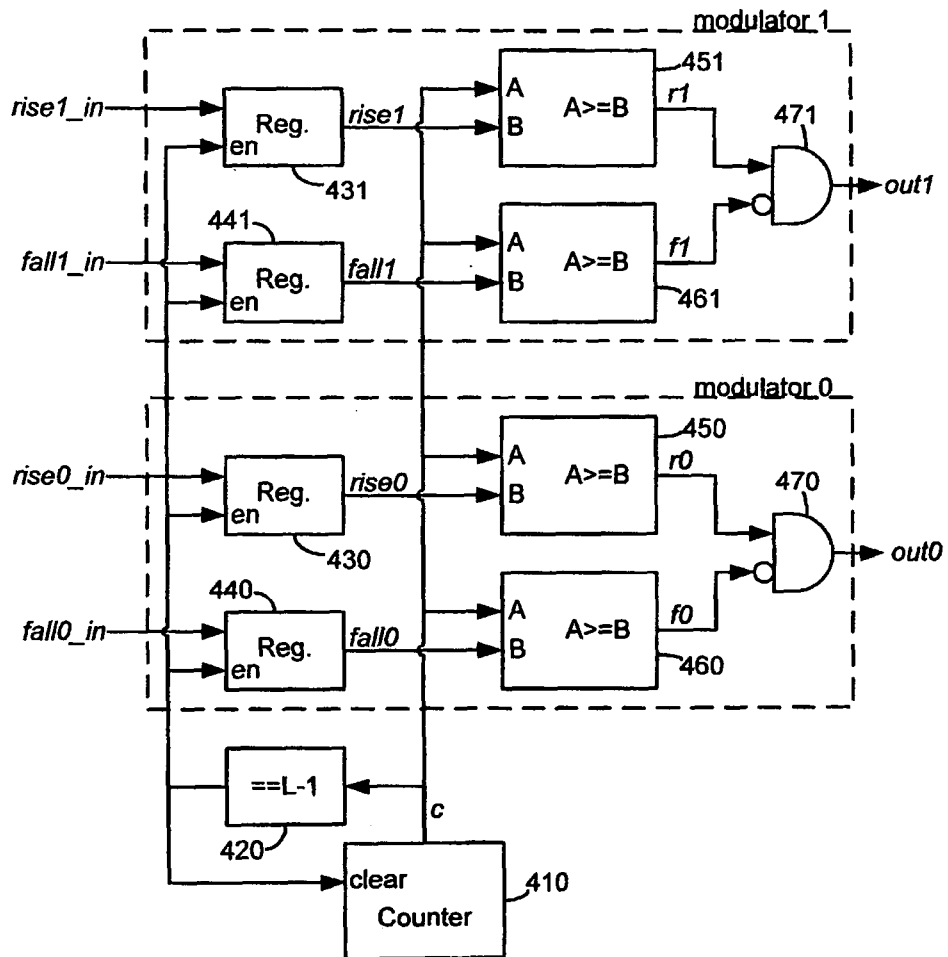 modulator 1
451
rise1_in
Reg.
en
rise1
431
A
B
A>=B
r1
471
out1
441
fall1_in
Reg.
en
fall1
A
B
A>=B
f1
461
modulator 0
450
rise0_in
Reg.
en
rise0
430
A
B
A>=B
r0
470
out0
440
fall0_in
Reg.
en
fall0
A
B
A>=B
f0
460
==L-1
420
c
clear
Counter
410